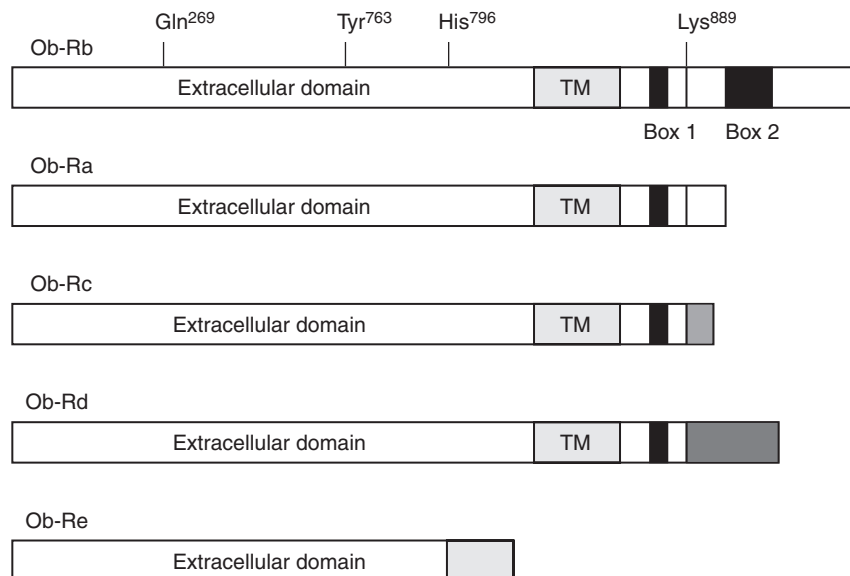 Gln269 Tyr763 His796 Lys889
Ob-Rb
Extracellular domain TM
Box 1 Box 2
Ob-Ra
Extracellular domain TM
Ob-Rc
Extracellular domain TM
Ob-Rd
Extracellular domain TM
Ob-Re
Extracellular domain